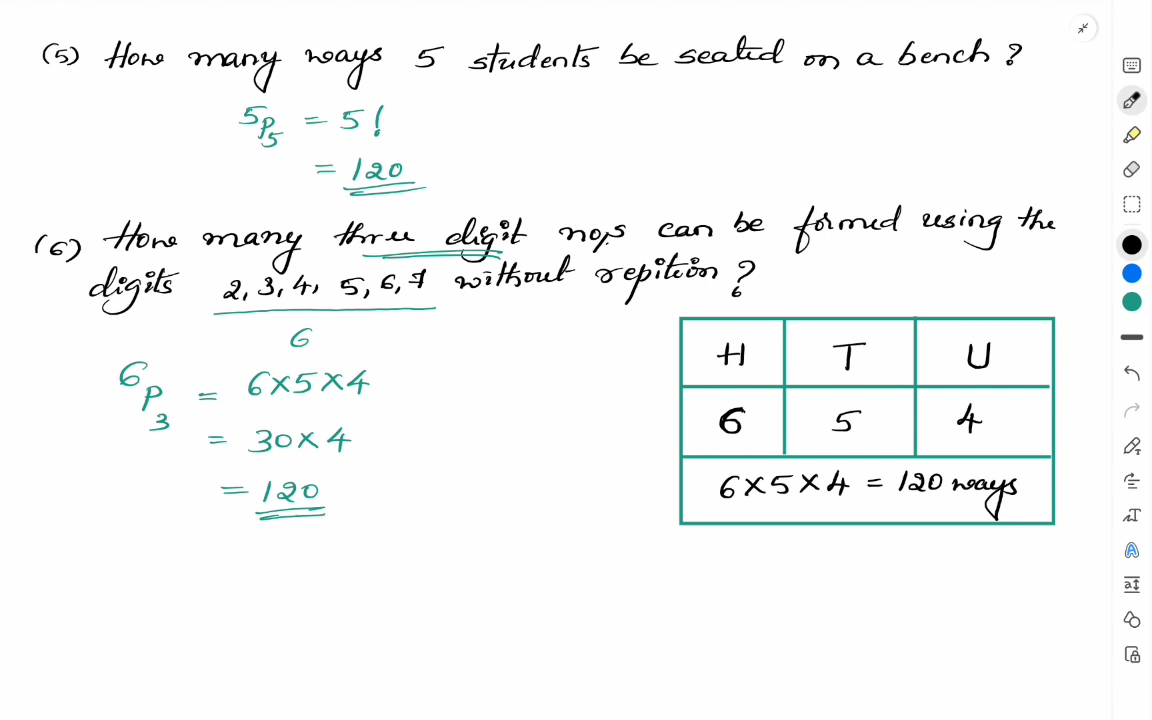 (5) How many ways 5 students be seated on a bench?
5P5 = 5!
= 120
(6) How many three digit nops can be formed using the
digits 2, 3, 4, 5, 6, 7 without repition?
6
6
6P3 = 6×5×4
= 30×4
= 120
H T U
6 5 4
6×5×4 = 120 ways